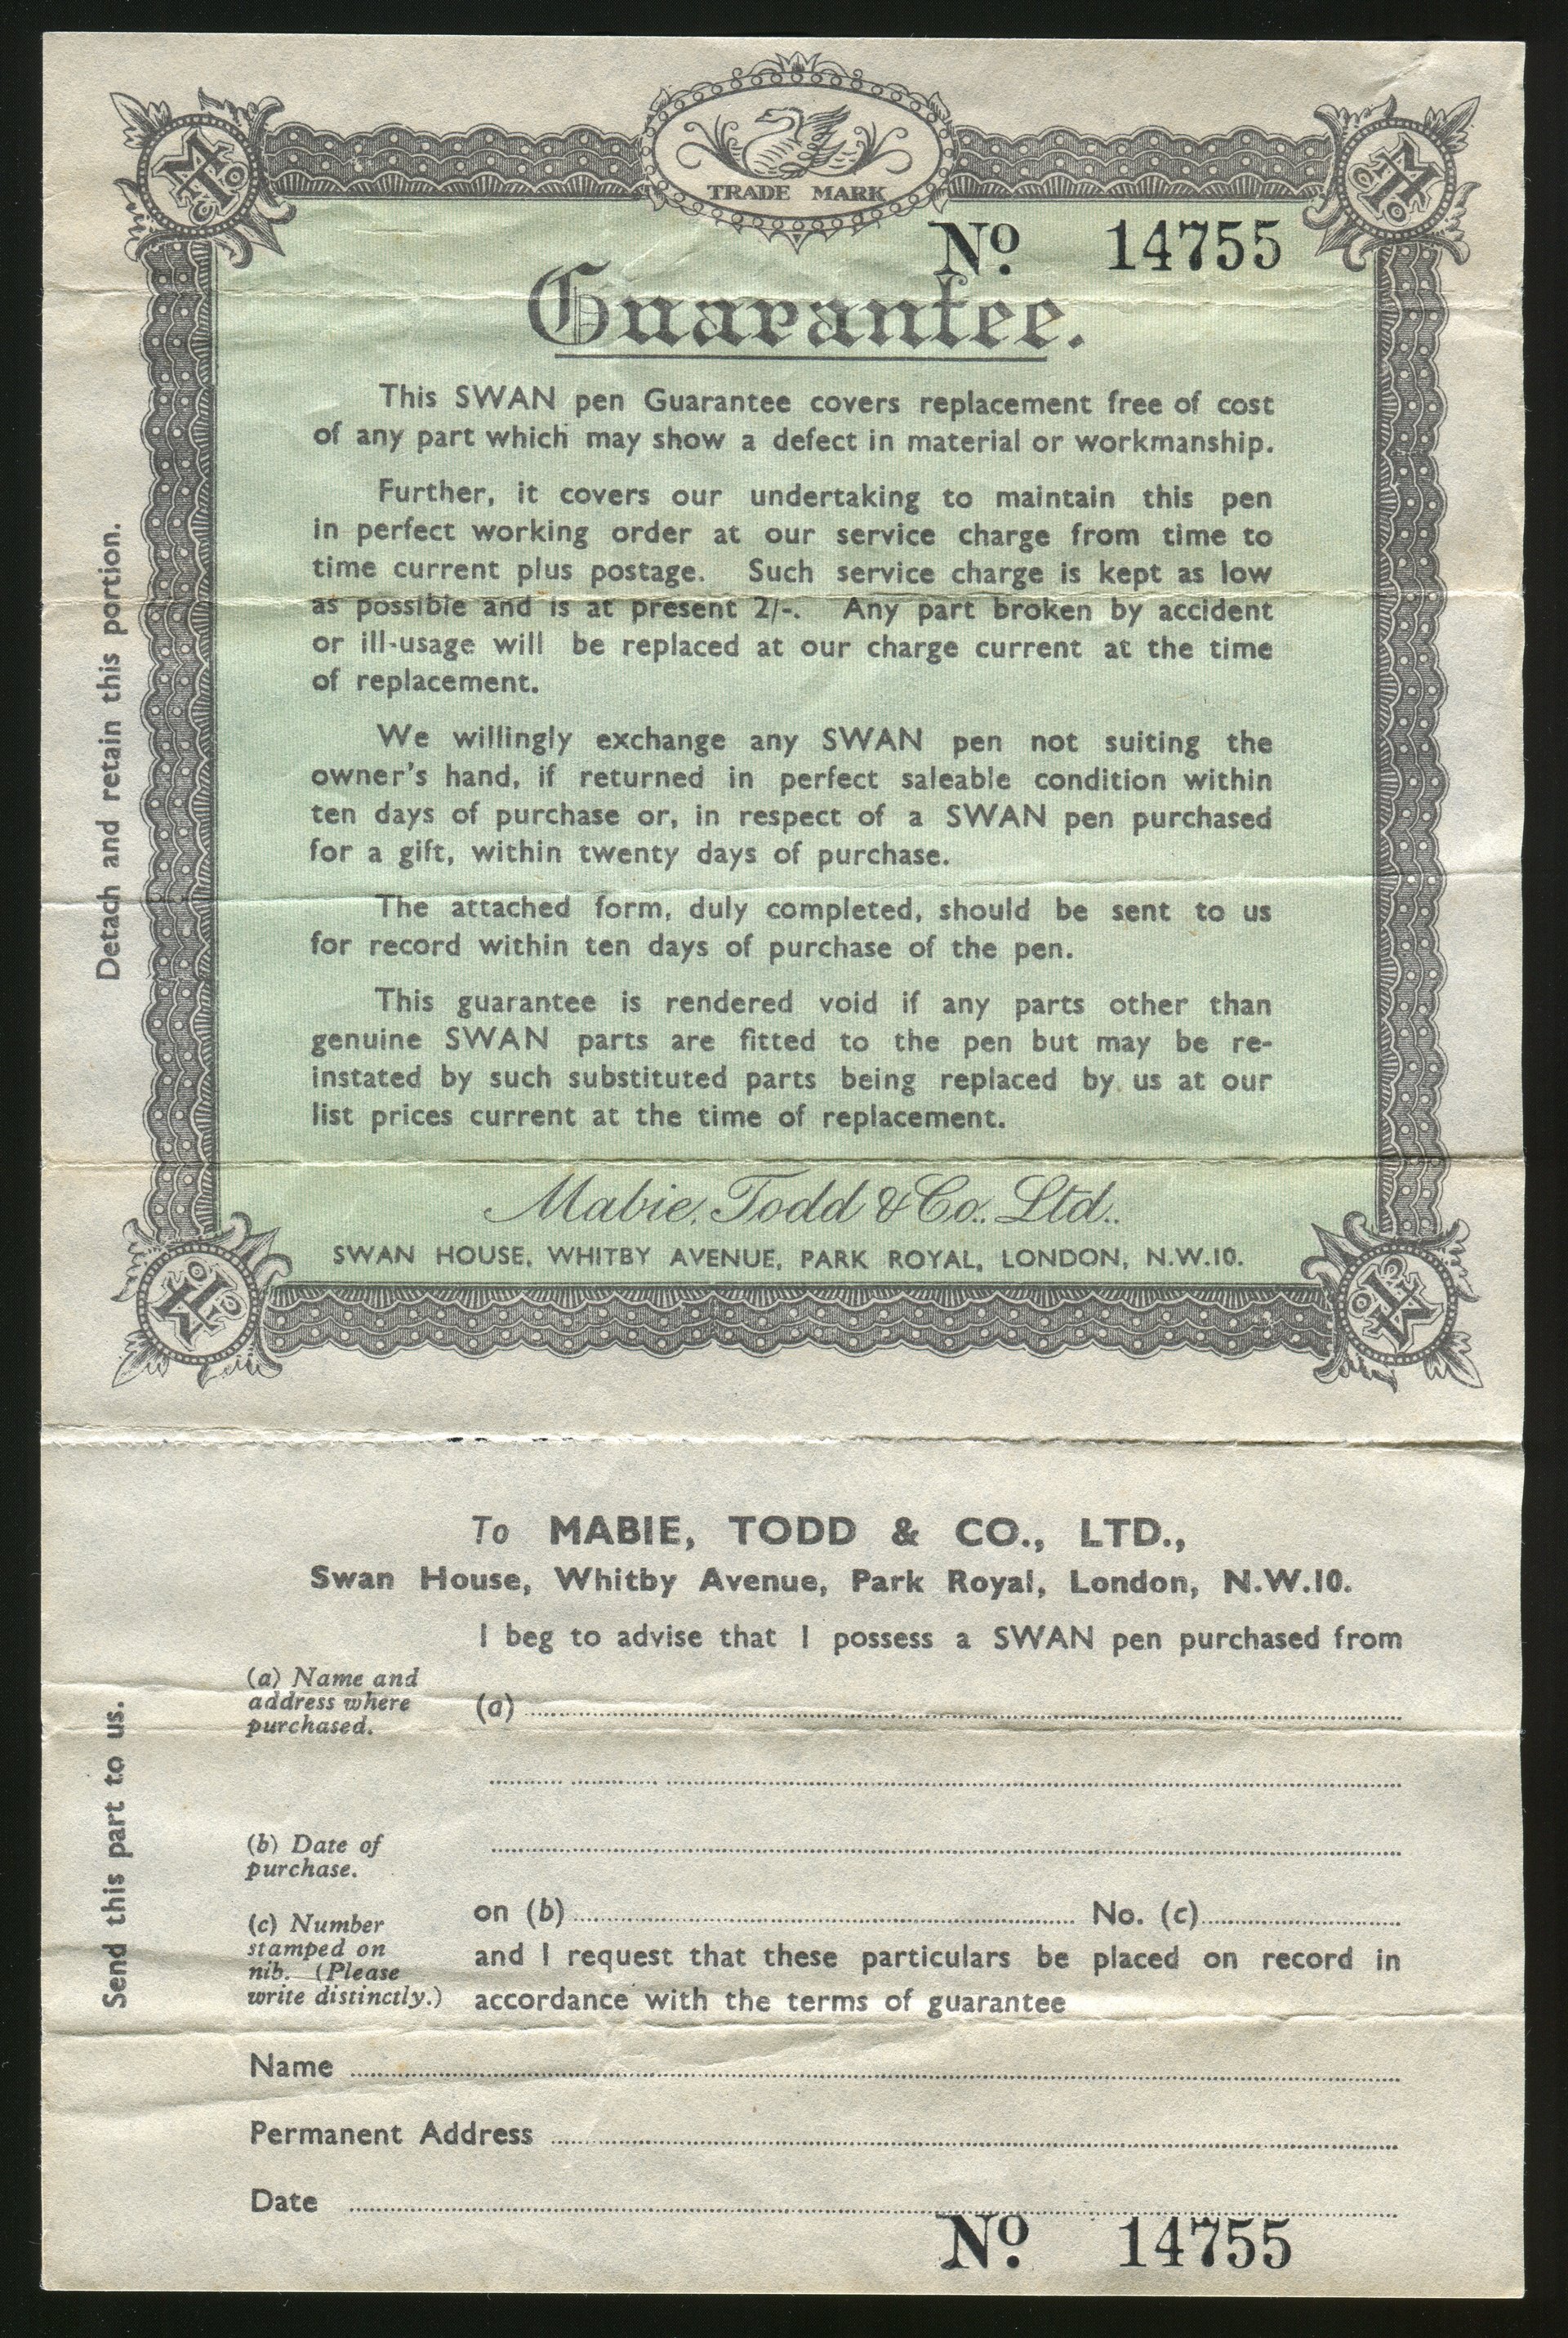 TRADE MARK
No. 14755
Guarantee.
This SWAN pen Guarantee covers replacement free of cost
of any part which may show a defect in material or workmanship.
Further, it covers our undertaking to maintain this pen
in perfect working order at our service charge from time to
time current plus postage. Such service charge is kept as low
as possible and is at present 2/-. Any part broken by accident
or ill-usage will be replaced at our charge current at the time
of replacement.
We willingly exchange any SWAN pen not suiting the
owner's hand, if returned in perfect saleable condition within
ten days of purchase or, in respect of a SWAN pen purchased
for a gift, within twenty days of purchase.
The attached form, duly completed, should be sent to us
for record within ten days of purchase of the pen.
This guarantee is rendered void if any parts other than
genuine SWAN parts are fitted to the pen but may be re-
instated by such substituted parts being replaced by us at our
list prices current at the time of replacement.
Mabie, Todd & Co., Ltd.,
SWAN HOUSE, WHITBY AVENUE, PARK ROYAL, LONDON, N.W.10.
Detach and retain this portion.
To MABIE, TODD & CO., LTD.,
Swan House, Whitby Avenue, Park Royal, London, N.W.10.
I beg to advise that I possess a SWAN pen purchased from
(a) Name and
address where
purchased.
(a)
(b) Date of
purchase.
on (b) No. (c)
(c) Number
stamped on
nib. (Please
write distinctly.)
and I request that these particulars be placed on record in
accordance with the terms of guarantee
Name
Permanent Address
Date
No. 14755
Send this part to us.